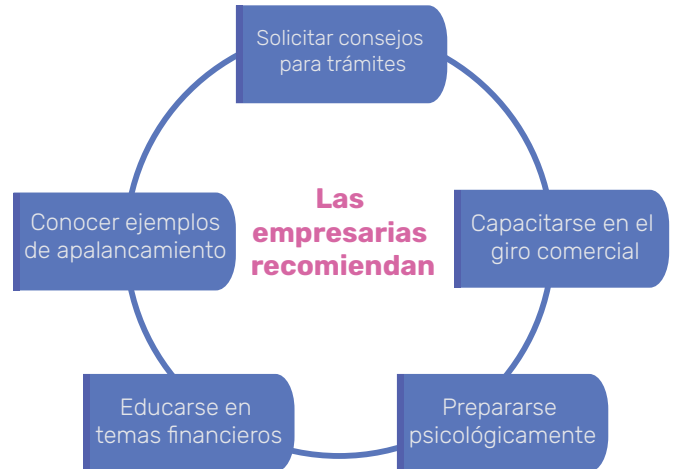 Solicitar consejos
para trámites
Las
empresarias
recomiendan
Capacitarse en el
giro comercial
Prepararse
psicológicamente
Educarse en
temas financieros
Conocer ejemplos
de apalancamiento